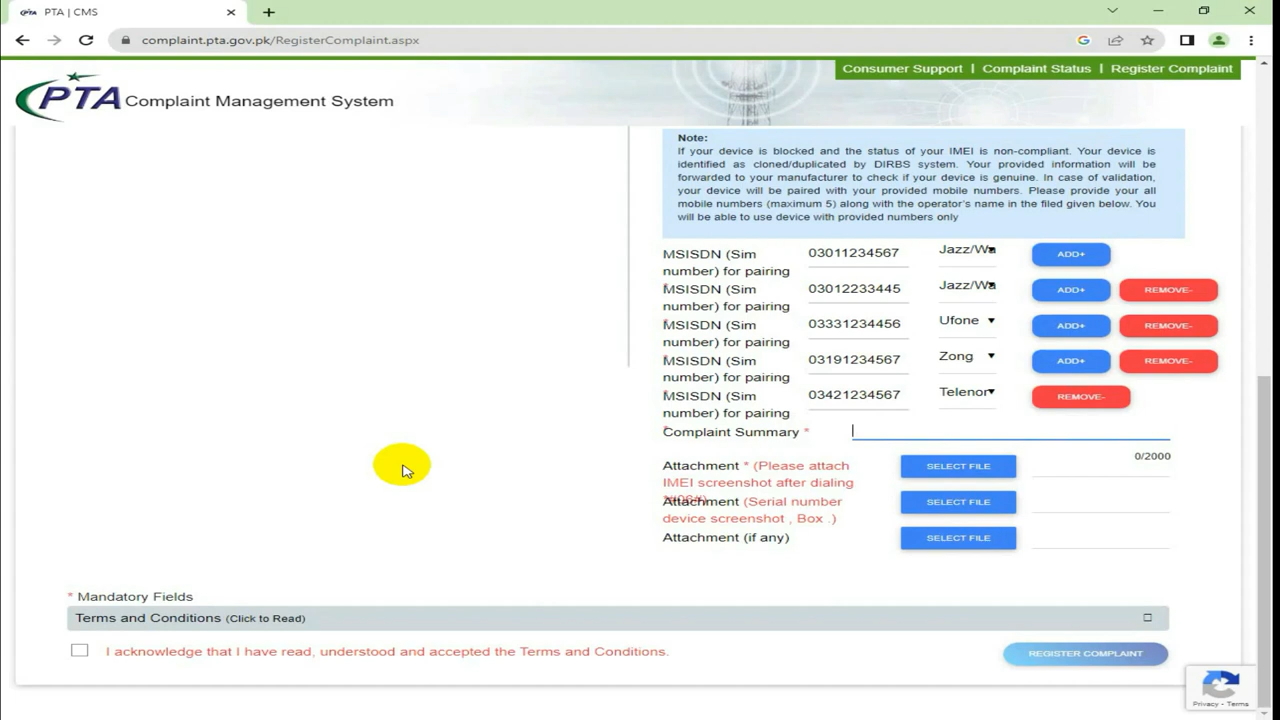 PTA | CMS
complaint.pta.gov.pk/RegisterComplaint.aspx
Consumer Support | Complaint Status | Register Complaint
PTA Complaint Management System
Note:
If your device is blocked and the status of your IMEI is non-compliant. Your device is
identified as cloned/duplicated by DIRBS system. Your provided information will be
forwarded to your manufacturer to check if your device is genuine. In case of validation,
your device will be paired with your provided mobile numbers. Please provide your all
mobile numbers (maximum 5) along with the operator's name in the filed given below. You
will be able to use device with provided numbers only
MSISDN (Sim 03011234567 Jazz/Wa ADD+
number) for pairing
*
MSISDN (Sim 03012233445 Jazz/Wa ADD+ REMOVE-
number) for pairing
*
MSISDN (Sim 03331234456 Ufone ADD+ REMOVE-
number) for pairing
*
MSISDN (Sim 03191234567 Zong ADD+ REMOVE-
number) for pairing
*
MSISDN (Sim 03421234567 Telenor REMOVE-
number) for pairing
*
Complaint Summary *
0/2000
Attachment * (Please attach SELECT FILE
IMEI screenshot after dialing
*#06#)
Attachment (Serial number SELECT FILE
device screenshot , Box .)
Attachment (if any) SELECT FILE
* Mandatory Fields
Terms and Conditions (Click to Read)
I acknowledge that I have read, understood and accepted the Terms and Conditions. REGISTER COMPLAINT
Privacy - Terms